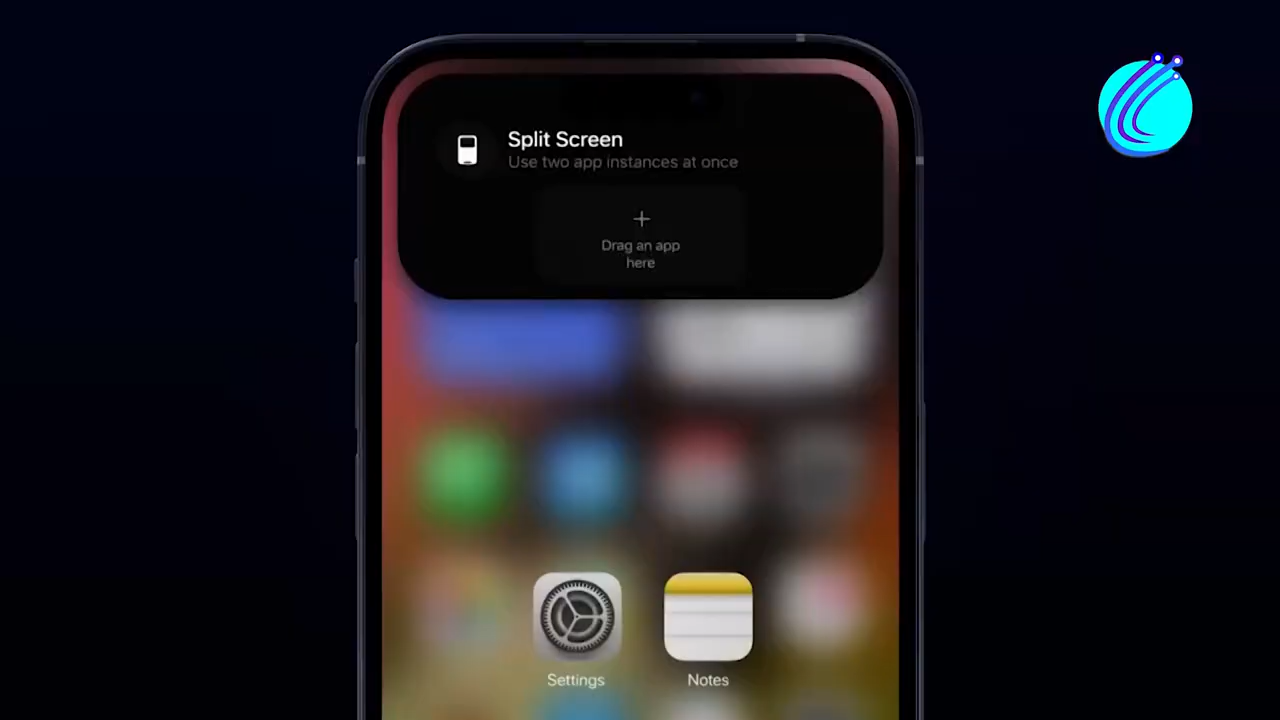 Split Screen
Use two app instances at once
Drag an app
here
Settings
Notes